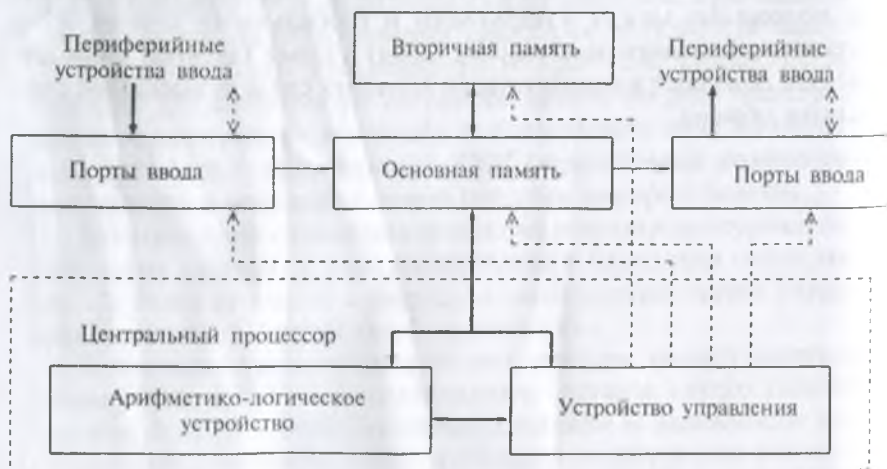 Периферийные
устройства ввода
Вторичная память
Периферийные
устройства ввода
Порты ввода
Основная память
Порты ввода
Центральный процессор
Арифметико-логическое
устройство
Устройство управления